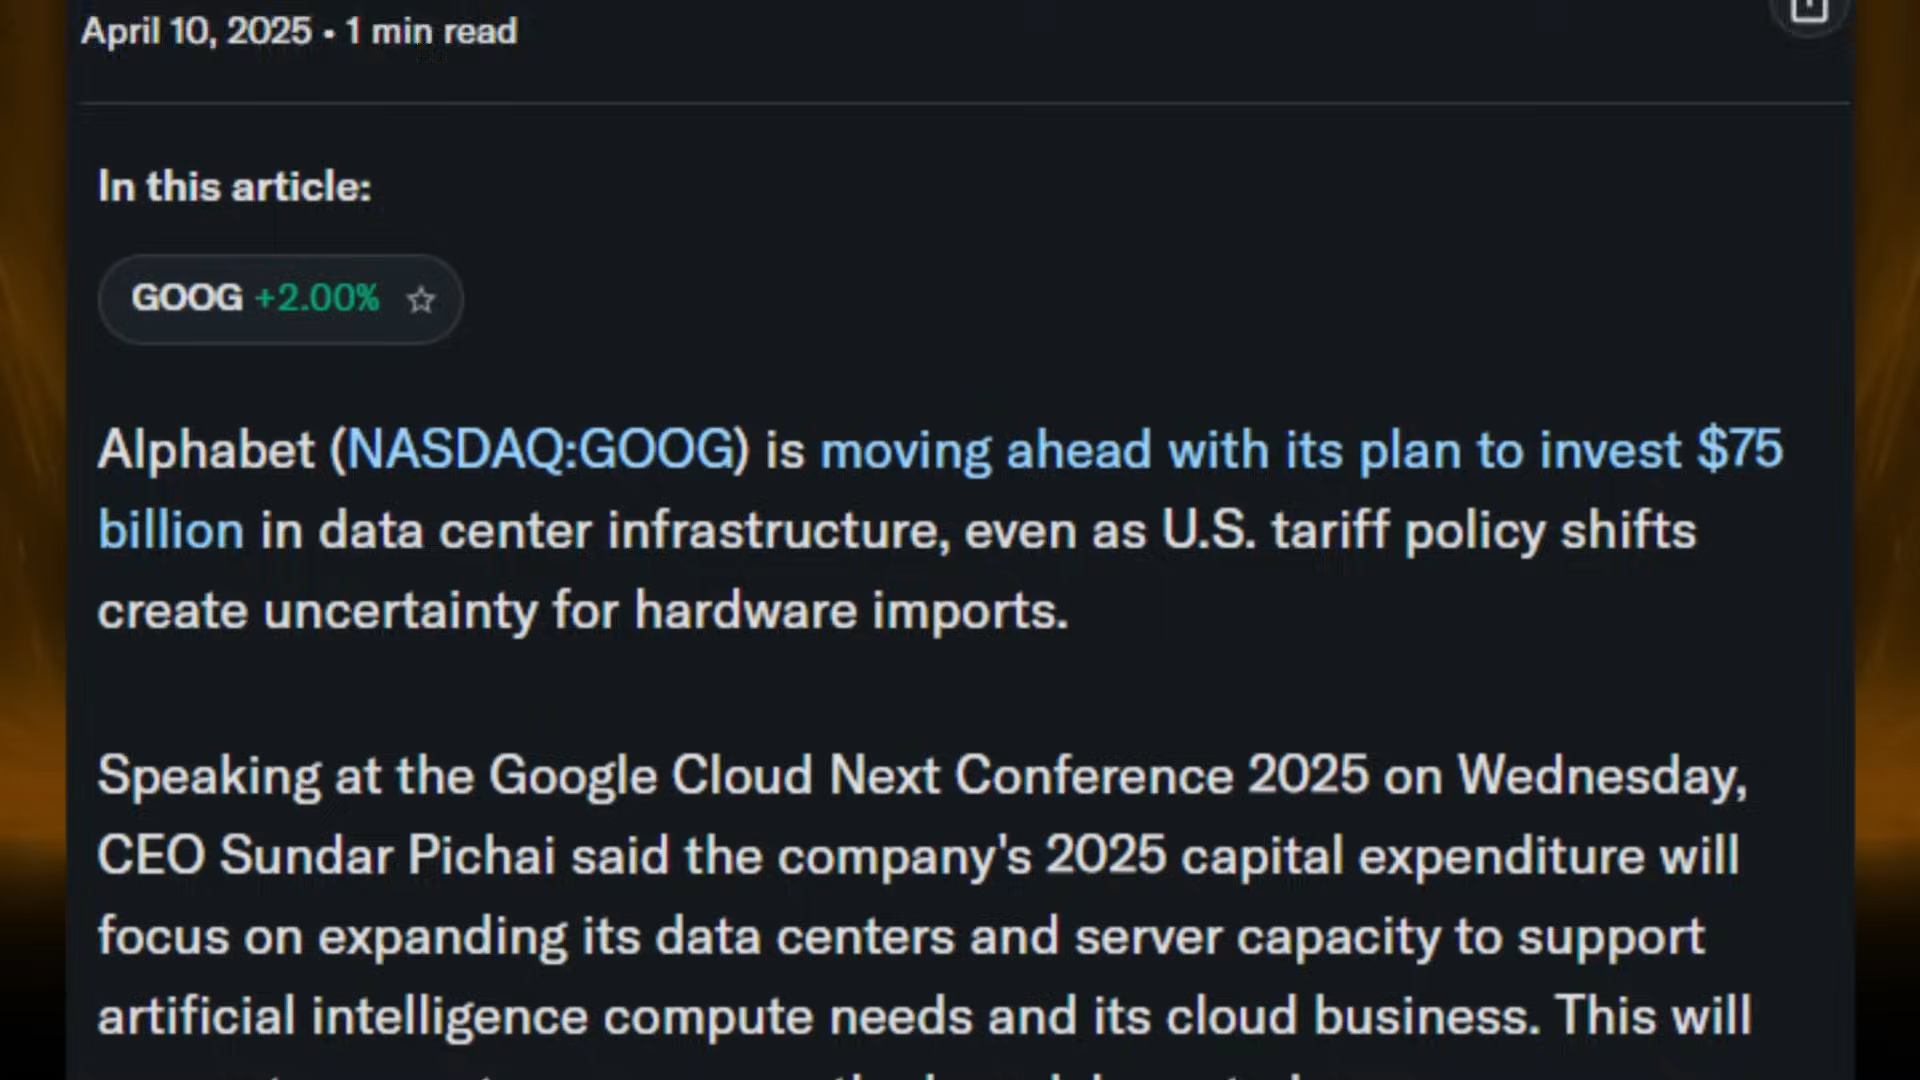 April 10, 2025 • 1 min read
In this article:
GOOG +2.00% ☆
Alphabet (NASDAQ:GOOG) is moving ahead with its plan to invest $75
billion in data center infrastructure, even as U.S. tariff policy shifts
create uncertainty for hardware imports.
Speaking at the Google Cloud Next Conference 2025 on Wednesday,
CEO Sundar Pichai said the company's 2025 capital expenditure will
focus on expanding its data centers and server capacity to support
artificial intelligence compute needs and its cloud business. This will